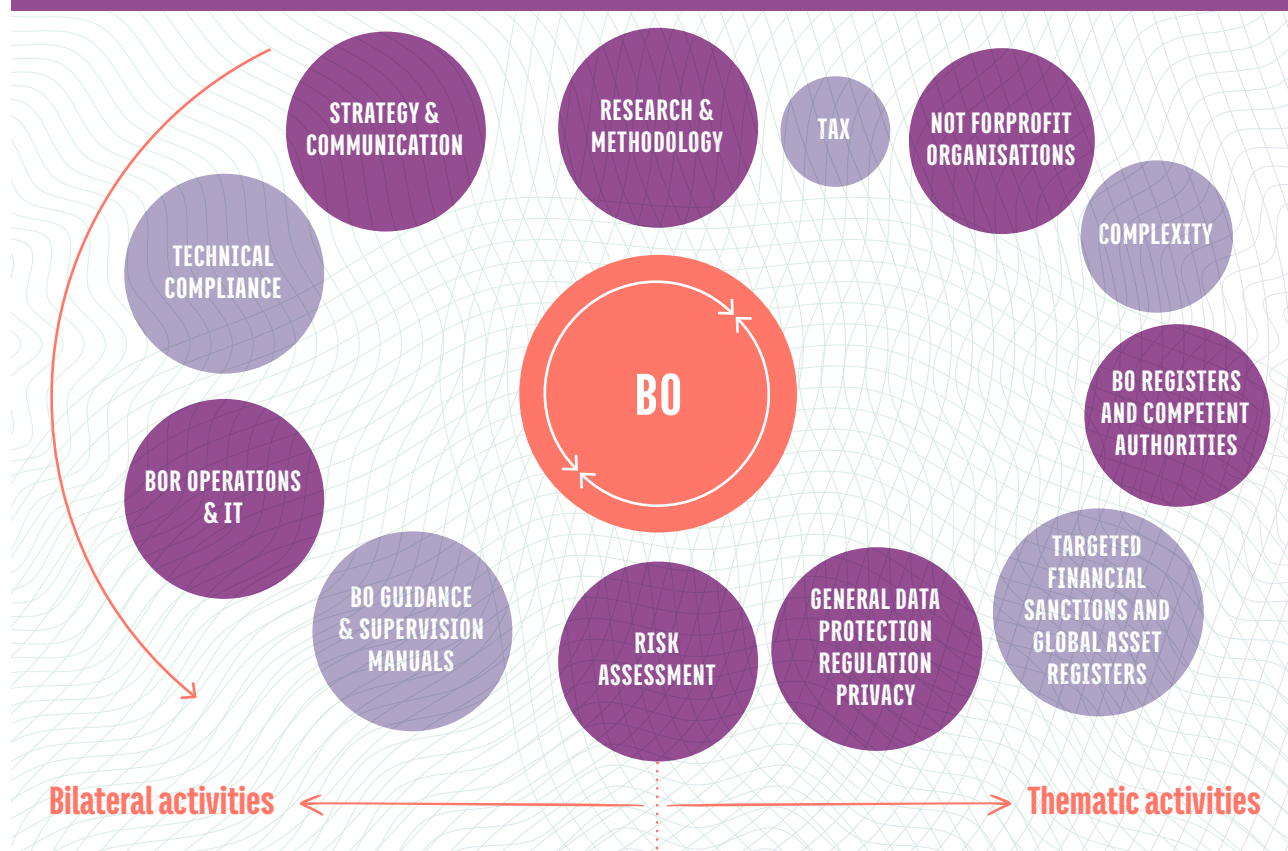 STRATEGY &
COMMUNICATION
RESEARCH &
METHODOLOGY
TAX
NOT FORPROFIT
ORGANISATIONS
TECHNICAL
COMPLIANCE
COMPLEXITY
BO
BO REGISTERS
AND COMPETENT
AUTHORITIES
BOR OPERATIONS
& IT
BO GUIDANCE
& SUPERVISION
MANUALS
RISK
ASSESSMENT
GENERAL DATA
PROTECTION
REGULATION
PRIVACY
TARGETED
FINANCIAL
SANCTIONS AND
GLOBAL ASSET
REGISTERS
Bilateral activities
Thematic activities